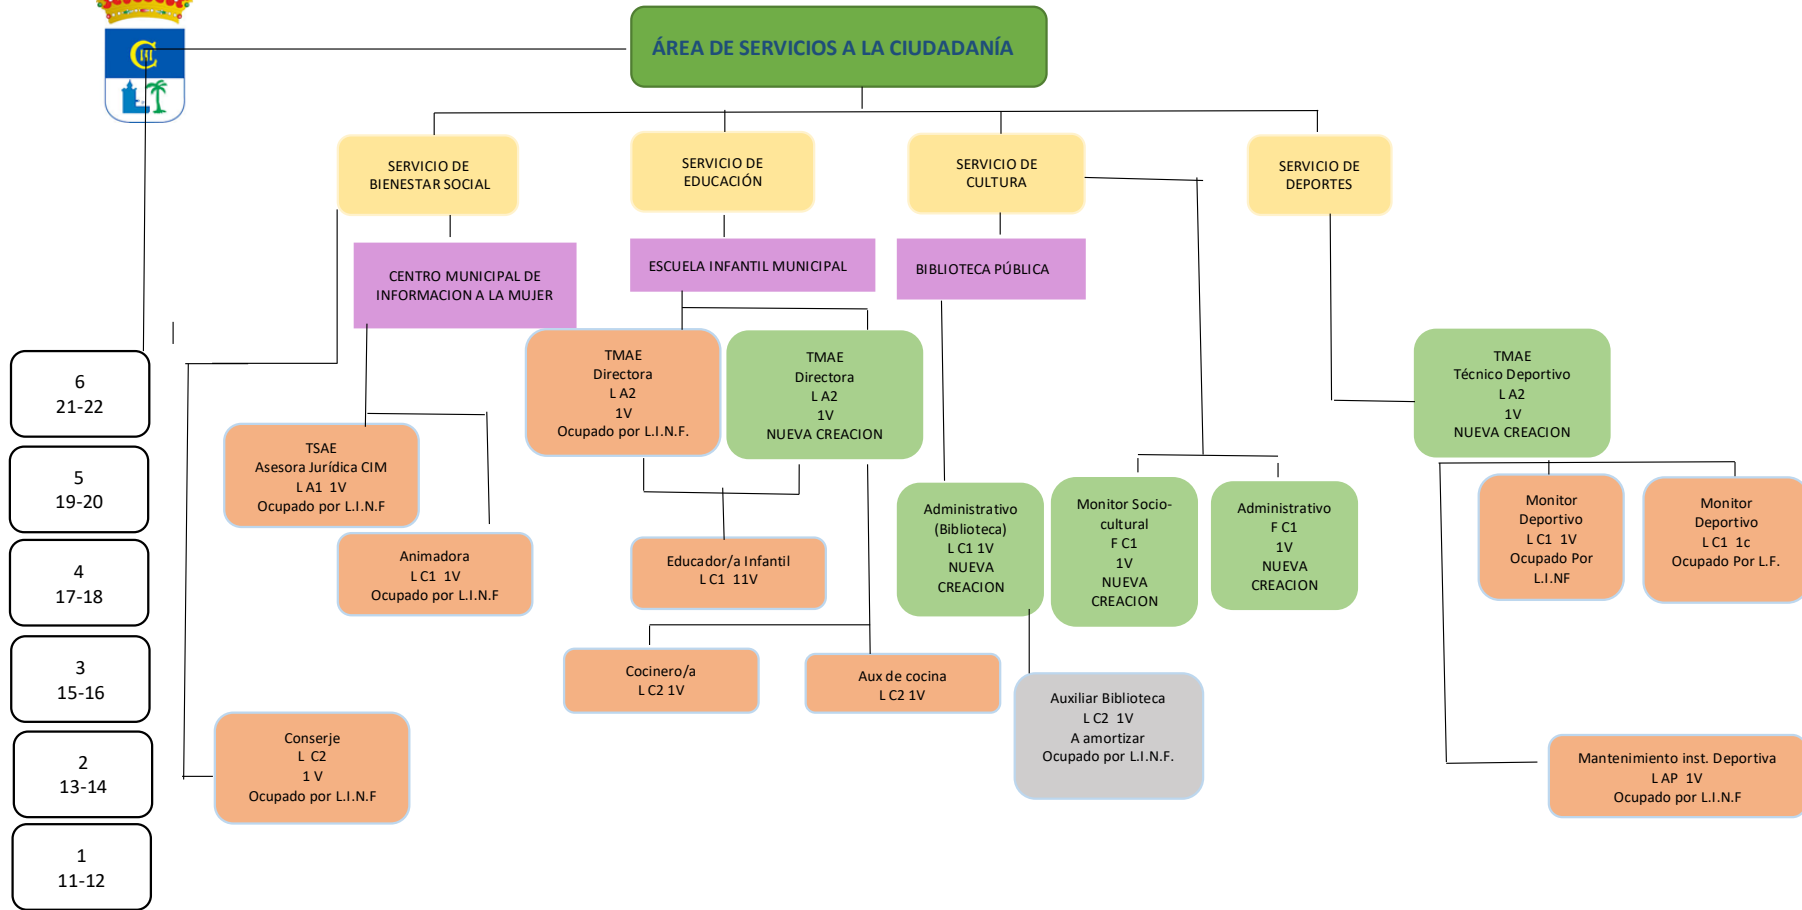 ÁREA DE SERVICIOS A LA CIUDADANÍA
C
III
SERVICIO DE
BIENESTAR SOCIAL
SERVICIO DE
EDUCACIÓN
SERVICIO DE
CULTURA
SERVICIO DE
DEPORTES
CENTRO MUNICIPAL DE
INFORMACION A LA MUJER
ESCUELA INFANTIL MUNICIPAL
BIBLIOTECA PÚBLICA
6
21-22
5
19-20
4
17-18
3
15-16
2
13-14
1
11-12
TSAE
Asesora Jurídica CIM
L A1 1V
Ocupado por L.I.N.F
Animadora
L C1 1V
Ocupado por L.I.N.F
Conserje
L C2
1 V
Ocupado por L.I.N.F
TMAE
Directora
L A2
1V
Ocupado por L.I.N.F.
TMAE
Directora
L A2
1V
NUEVA CREACION
Educador/a Infantil
L C1 11V
Cocinero/a
L C2 1V
Aux de cocina
L C2 1V
Administrativo
(Biblioteca)
L C1 1V
NUEVA
CREACION
Monitor Socio-
cultural
F C1
1V
NUEVA
CREACION
Administrativo
F C1
1V
NUEVA
CREACION
Auxiliar Biblioteca
L C2 1V
A amortizar
Ocupado por L.I.N.F.
TMAE
Técnico Deportivo
L A2
1V
NUEVA CREACION
Monitor
Deportivo
L C1 1V
Ocupado Por
L.I.NF
Monitor
Deportivo
L C1 1c
Ocupado Por L.F.
Mantenimiento inst. Deportiva
L AP 1V
Ocupado por L.I.N.F